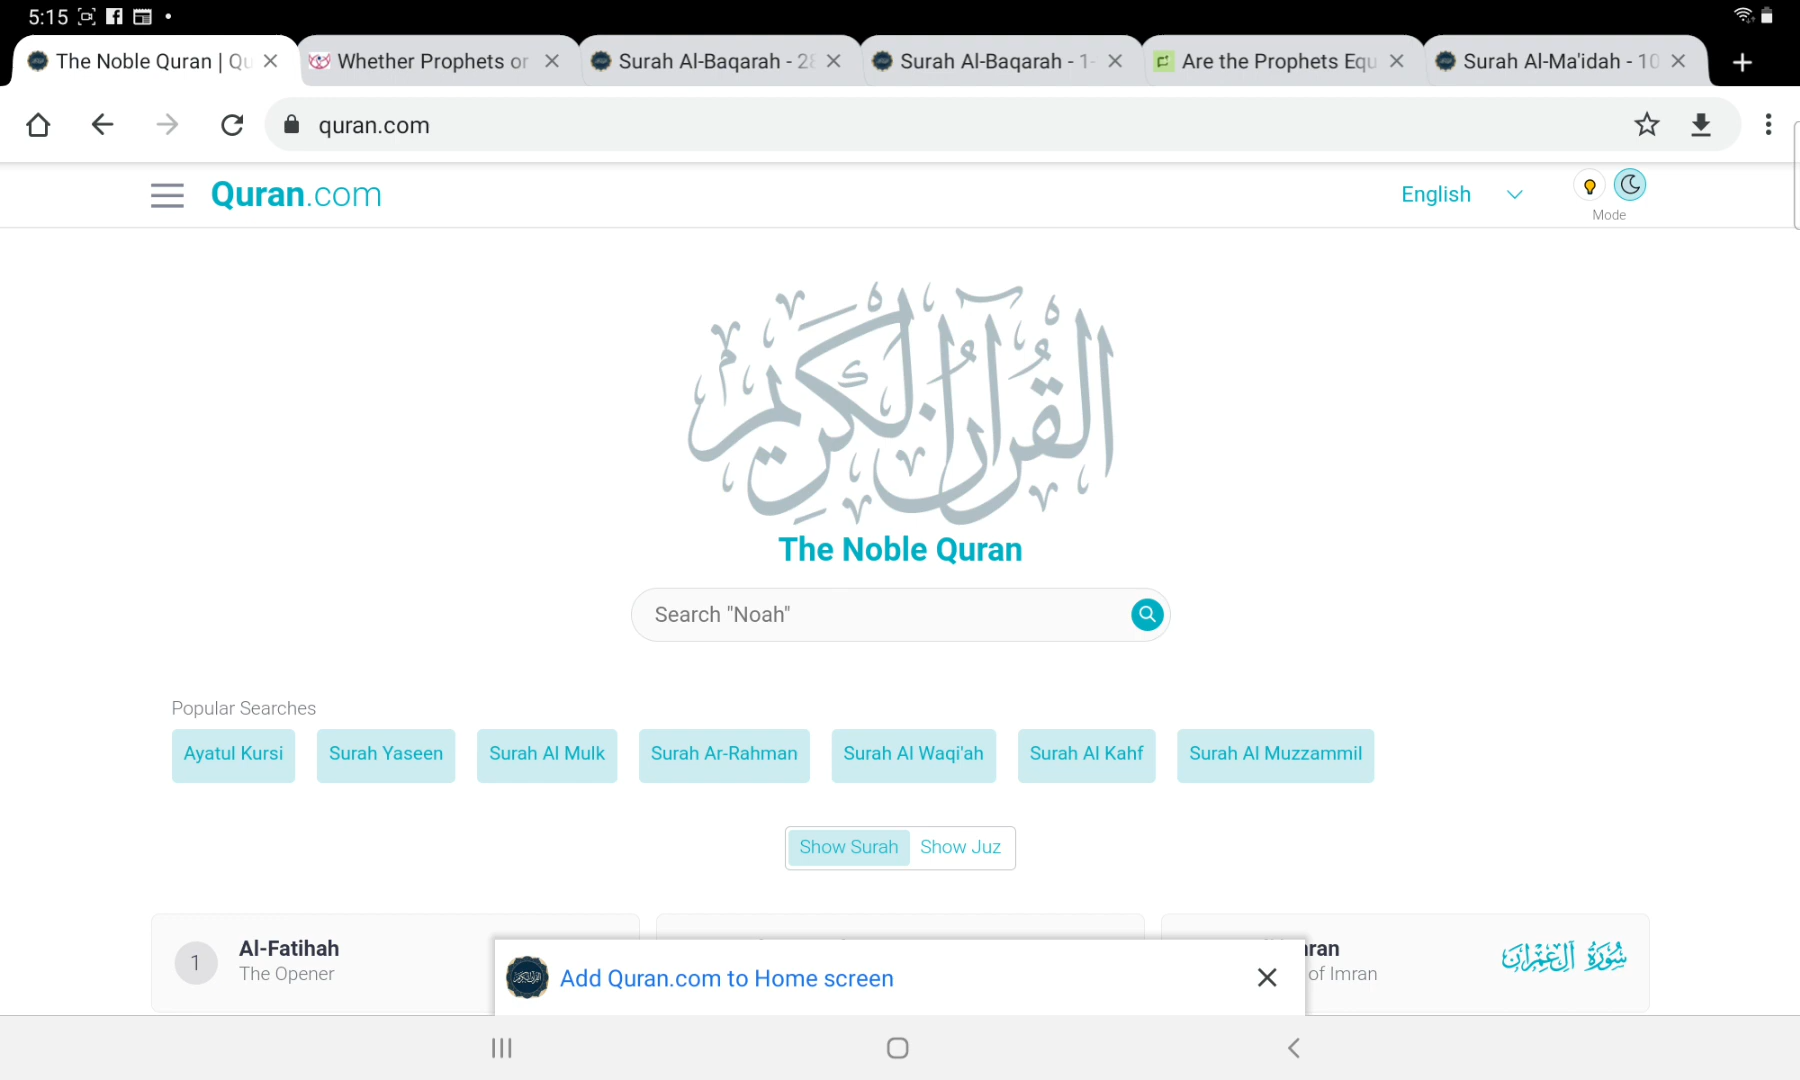 5:15
The Noble Quran | Qu
Whether Prophets or
Surah Al-Baqarah - 28
Surah Al-Baqarah - 1-
Are the Prophets Equ
Surah Al-Ma'idah - 10
quran.com
Quran.com
English
Mode
القرآن الكريم
The Noble Quran
Search "Noah"
Popular Searches
Ayatul Kursi
Surah Yaseen
Surah Al Mulk
Surah Ar-Rahman
Surah Al Waqi'ah
Surah Al Kahf
Surah Al Muzzammil
Show Surah
Show Juz
1
Al-Fatihah
The Opener
ran
of Imran
سورة آل عمران
Add Quran.com to Home screen